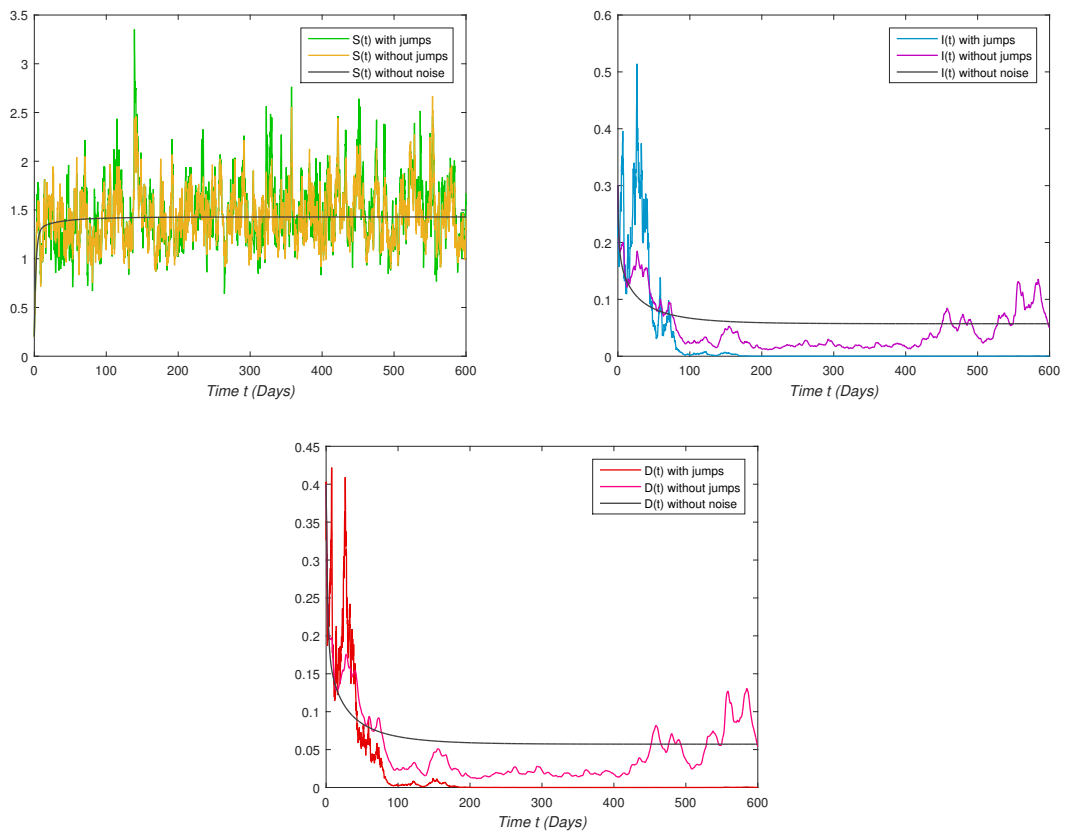 3.5
3
2.5
2
1.5
1
0.5
0
0 100 200 300 400 500 600
Time t (Days)
S(t) with jumps
S(t) without jumps
S(t) without noise
0.6
0.5
0.4
0.3
0.2
0.1
0
0 100 200 300 400 500 600
Time t (Days)
I(t) with jumps
I(t) without jumps
I(t) without noise
0.45
0.4
0.35
0.3
0.25
0.2
0.15
0.1
0.05
0
0 100 200 300 400 500 600
Time t (Days)
D(t) with jumps
D(t) without jumps
D(t) without noise